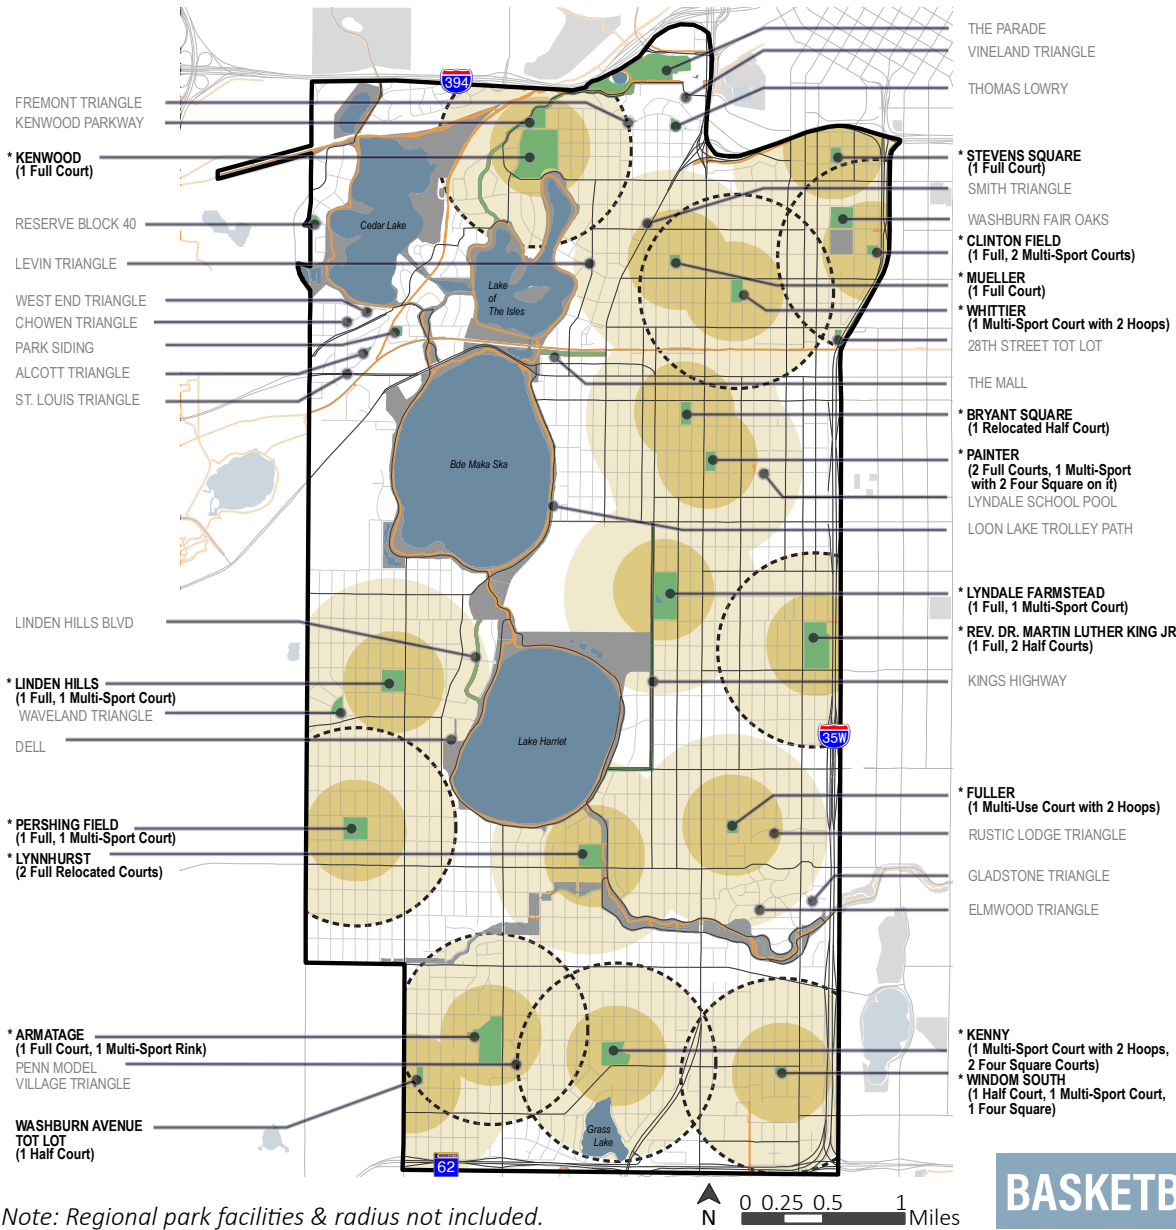 THE PARADE
VINELAND TRIANGLE
394
THOMAS LOWRY
FREMONT TRIANGLE
KENWOOD PARKWAY
* KENWOOD
(1 Full Court)
* STEVENS SQUARE
(1 Full Court)
SMITH TRIANGLE
RESERVE BLOCK 40
Cedar Lake
WASHBURN FAIR OAKS
* CLINTON FIELD
(1 Full, 2 Multi-Sport Courts)
LEVIN TRIANGLE
* MUELLER
(1 Full Court)
Lake
of
The Isles
WEST END TRIANGLE
* WHITTIER
(1 Multi-Sport Court with 2 Hoops)
CHOWEN TRIANGLE
28TH STREET TOT LOT
PARK SIDING
ALCOTT TRIANGLE
THE MALL
ST. LOUIS TRIANGLE
* BRYANT SQUARE
(1 Relocated Half Court)
Bde Maka Ska
* PAINTER
(2 Full Courts, 1 Multi-Sport
with 2 Four Square on it)
LYNDALE SCHOOL POOL
LOON LAKE TROLLEY PATH
* LYNDALE FARMSTEAD
(1 Full, 1 Multi-Sport Court)
LINDEN HILLS BLVD
* REV. DR. MARTIN LUTHER KING JR
(1 Full, 2 Half Courts)
* LINDEN HILLS
(1 Full, 1 Multi-Sport Court)
KINGS HIGHWAY
WAVELAND TRIANGLE
DELL
Lake Harriet
35W
* FULLER
(1 Multi-Use Court with 2 Hoops)
* PERSHING FIELD
(1 Full, 1 Multi-Sport Court)
RUSTIC LODGE TRIANGLE
* LYNNHURST
(2 Full Relocated Courts)
GLADSTONE TRIANGLE
ELMWOOD TRIANGLE
* ARMATAGE
(1 Full Court, 1 Multi-Sport Rink)
* KENNY
(1 Multi-Sport Court with 2 Hoops,
2 Four Square Courts)
PENN MODEL
VILLAGE TRIANGLE
* WINDOM SOUTH
(1 Half Court, 1 Multi-Sport Court,
1 Four Square)
WASHBURN AVENUE
TOT LOT
(1 Half Court)
Grass
Lake
62
BASKETB
Note: Regional park facilities & radius not included.
N
0 0.25 0.5 1
Miles